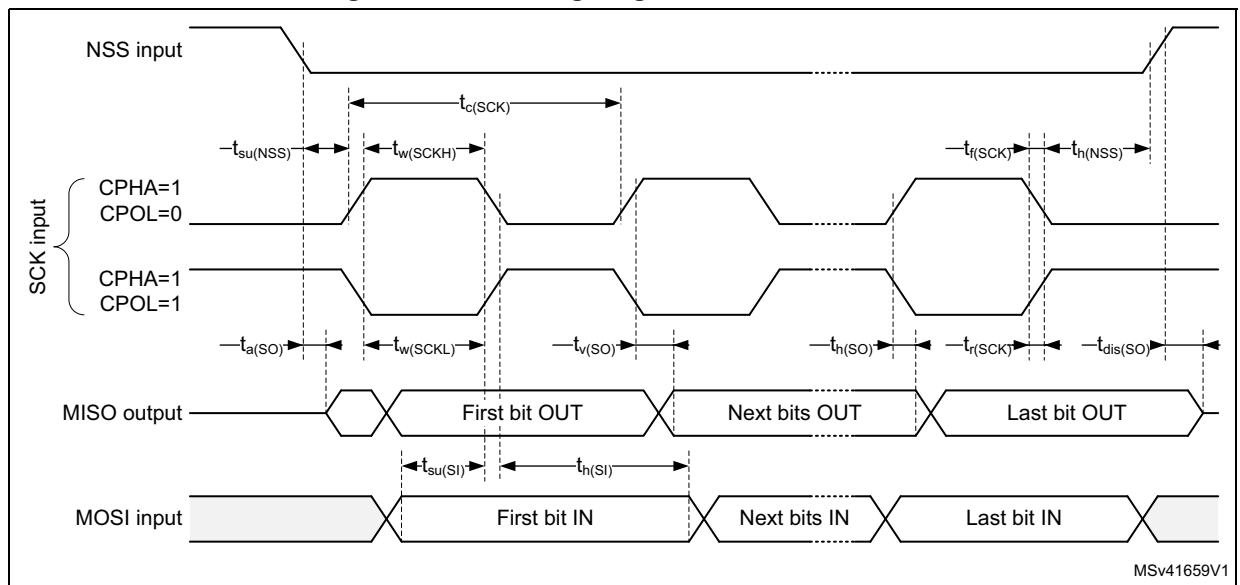 NSS input
tc(SCK)
tsu(NSS)
tw(SCKH)
tf(SCK)
th(NSS)
SCK input
CPHA=1
CPOL=0
CPHA=1
CPOL=1
ta(SO)
tw(SCKL)
tv(SO)
th(SO)
tr(SCK)
tdis(SO)
MISO output
First bit OUT
Next bits OUT
Last bit OUT
tsu(SI)
th(SI)
MOSI input
First bit IN
Next bits IN
Last bit IN
MSv41659V1